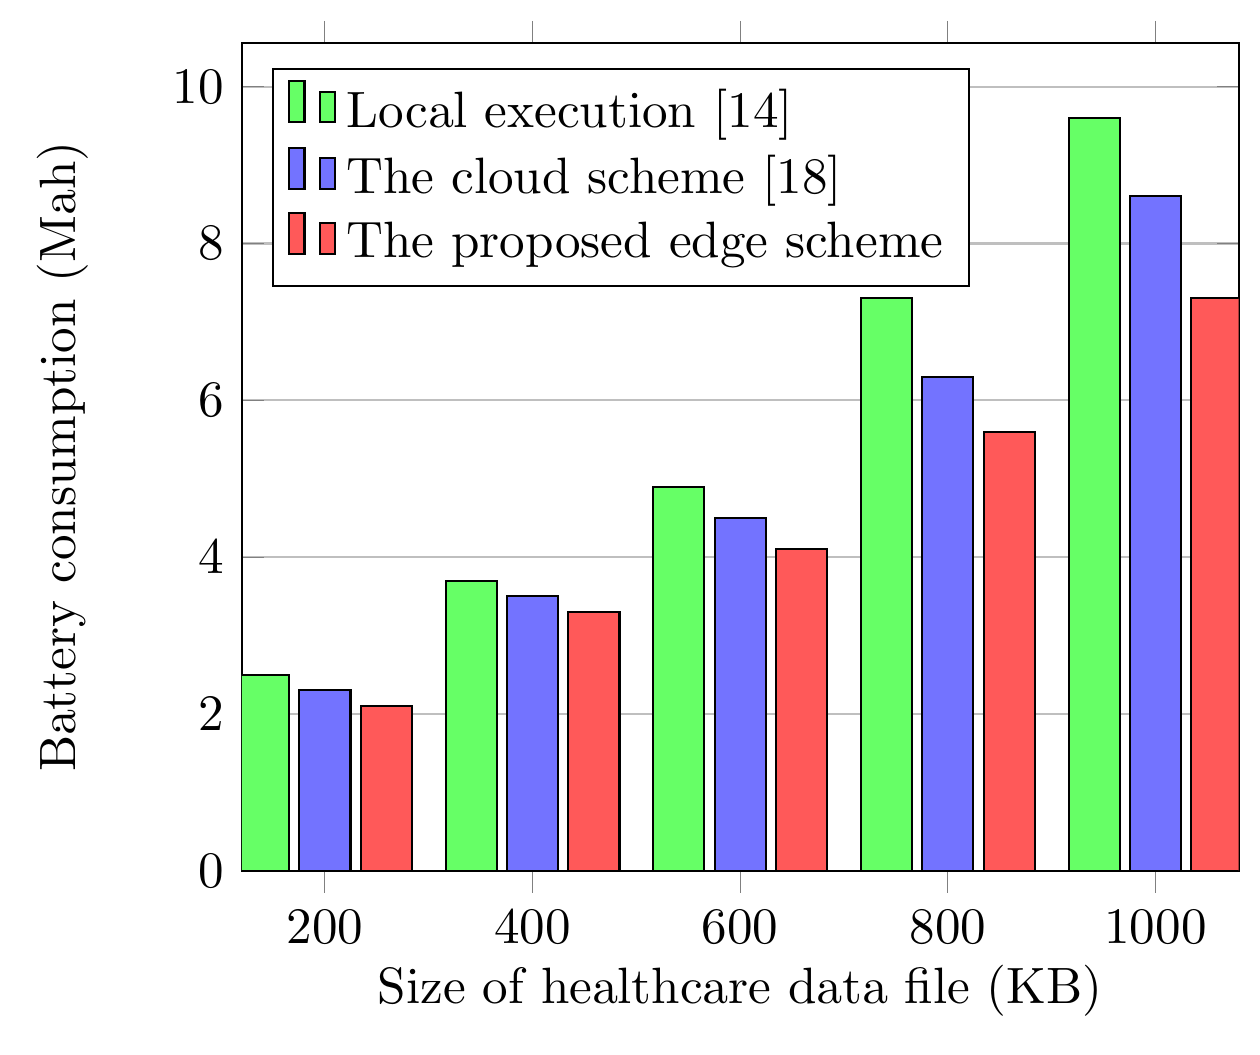 Battery consumption (Mah)
10
8
6
4
2
0
Local execution [14]
The cloud scheme [18]
The proposed edge scheme
200 400 600 800 1000
Size of healthcare data file (KB)